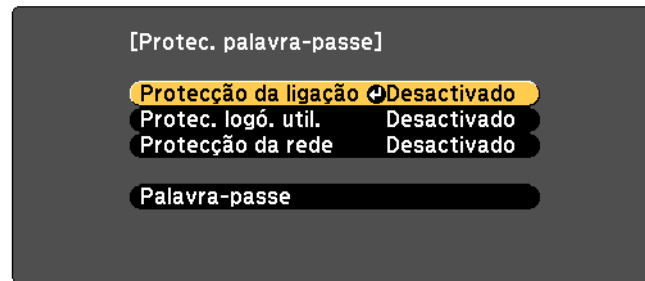 [Protec. palavra-passe]
Protecção da ligação Desactivado
Protec. logó. util. Desactivado
Protecção da rede Desactivado
Palavra-passe